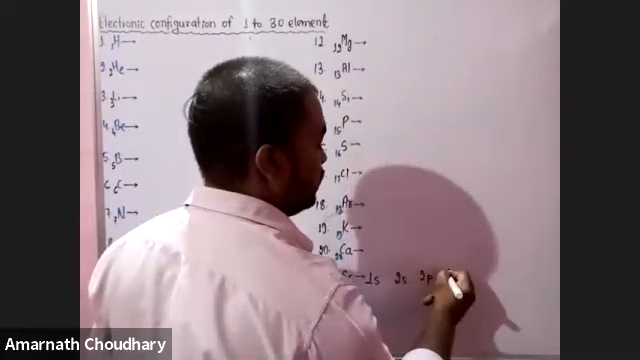 Electronic configuration of 1 to 30 element
1. ₁H→
2. ₂He→
3. ₃Li→
4. ₄Be→
5. ₅B→
6. ₆C→
7. ₇N→
12 ₁₂Mg→
13. ₁₃Al→
14. ₁₄Si→
₁₅P→
₁₆S→
₁₇Cl→
18. ₁₈Ar→
19. ₁₉K→
20. ₂₀Ca→
Sc→1s 2s 2p
Amarnath Choudhary